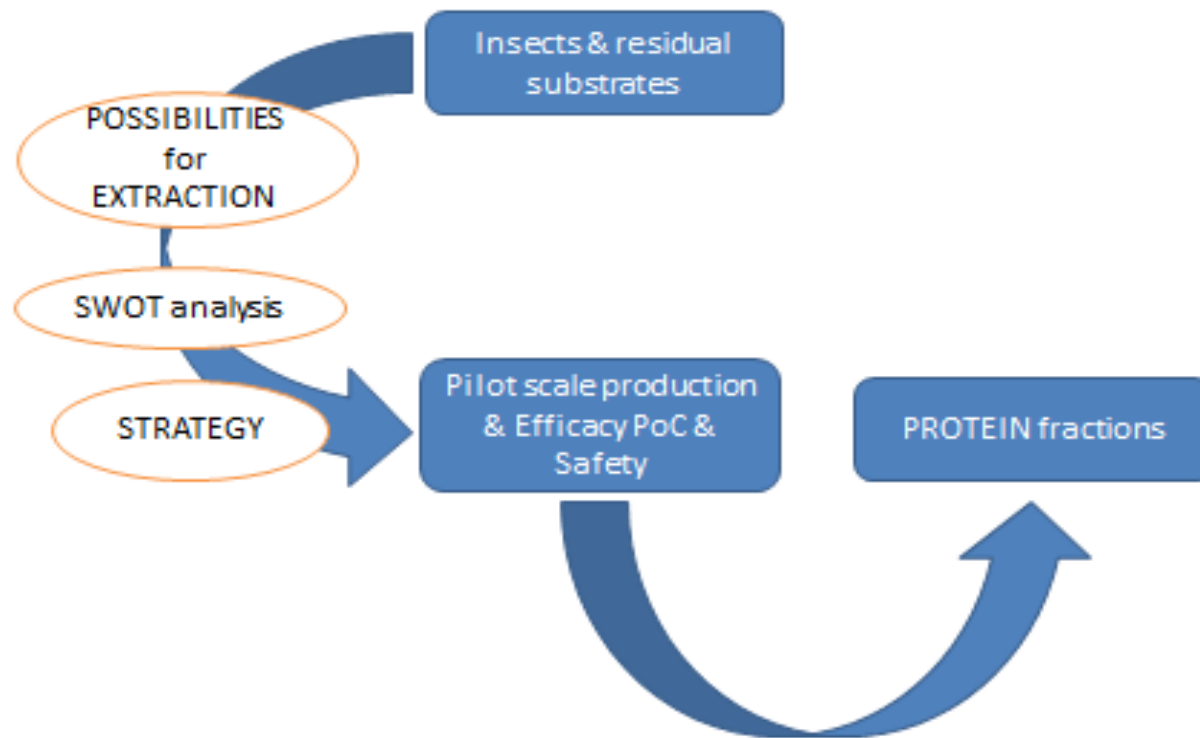 Insects & residual
substrates
POSSIBILITIES
for
EXTRACTION
SWOT analysis
STRATEGY
Pilot scale production
& Efficacy PoC &
Safety
PROTEIN fractions